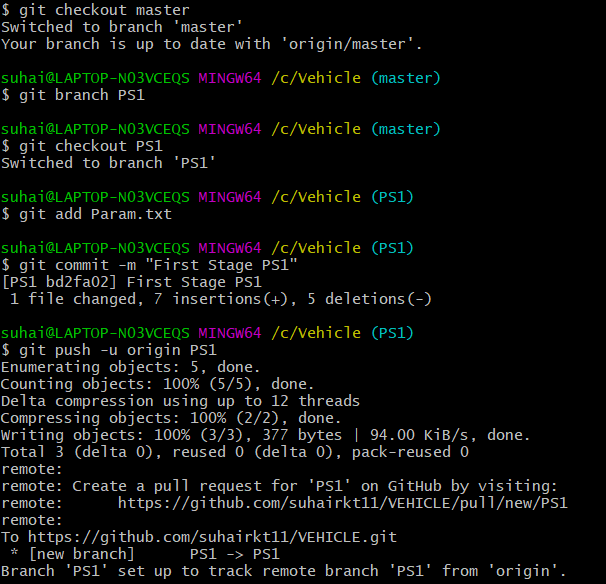 $ git checkout master
Switched to branch 'master'
Your branch is up to date with 'origin/master'.
suhai@LAPTOP-NO3VCEQS MINGW64 /c/Vehicle (master)
$ git branch PS1
suhai@LAPTOP-NO3VCEQS MINGW64 /c/Vehicle (master)
$ git checkout PS1
Switched to branch 'PS1'
suhai@LAPTOP-NO3VCEQS MINGW64 /c/Vehicle (PS1)
$ git add Param.txt
suhai@LAPTOP-NO3VCEQS MINGW64 /c/Vehicle (PS1)
$ git commit -m "First Stage PS1"
[PS1 bd2fa02] First Stage PS1
 1 file changed, 7 insertions(+), 5 deletions(-)
suhai@LAPTOP-NO3VCEQS MINGW64 /c/Vehicle (PS1)
$ git push -u origin PS1
Enumerating objects: 5, done.
Counting objects: 100% (5/5), done.
Delta compression using up to 12 threads
Compressing objects: 100% (2/2), done.
Writing objects: 100% (3/3), 377 bytes | 94.00 KiB/s, done.
Total 3 (delta 0), reused 0 (delta 0), pack-reused 0
remote:
remote: Create a pull request for 'PS1' on GitHub by visiting:
remote:      https://github.com/suhairkt11/VEHICLE/pull/new/PS1
remote:
To https://github.com/suhairkt11/VEHICLE.git
 * [new branch]      PS1 -> PS1
Branch 'PS1' set up to track remote branch 'PS1' from 'origin'.